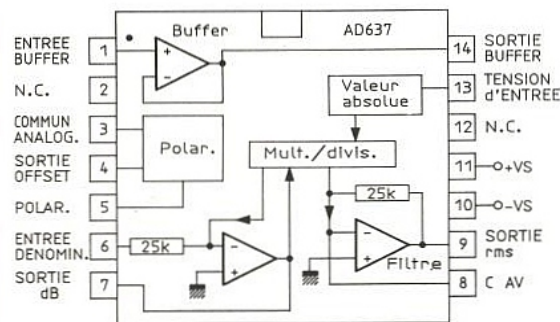 Buffer
AD637
ENTREE
BUFFER
1
N.C.
2
COMMUN
ANALOG.
3
SORTIE
OFFSET
4
POLAR.
5
ENTREE
DENOMIN.
6
SORTIE
dB
7
+
-
Polar.
25k
-
+
Mult./divis.
Valeur
absolue
25k
-
+
Filtre
14
SORTIE
BUFFER
13
TENSION
d'ENTREE
12
N.C.
11
+VS
10
-VS
9
SORTIE
rms
8
C AV